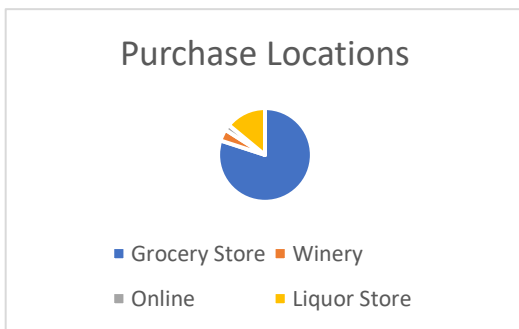 Purchase Locations
Grocery Store Winery
Online Liquor Store